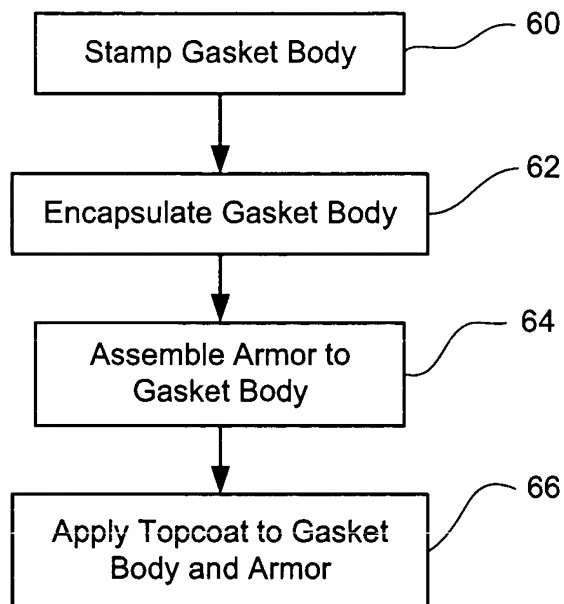 Stamp Gasket Body
60
Encapsulate Gasket Body
62
Assemble Armor to
Gasket Body
64
Apply Topcoat to Gasket
Body and Armor
66